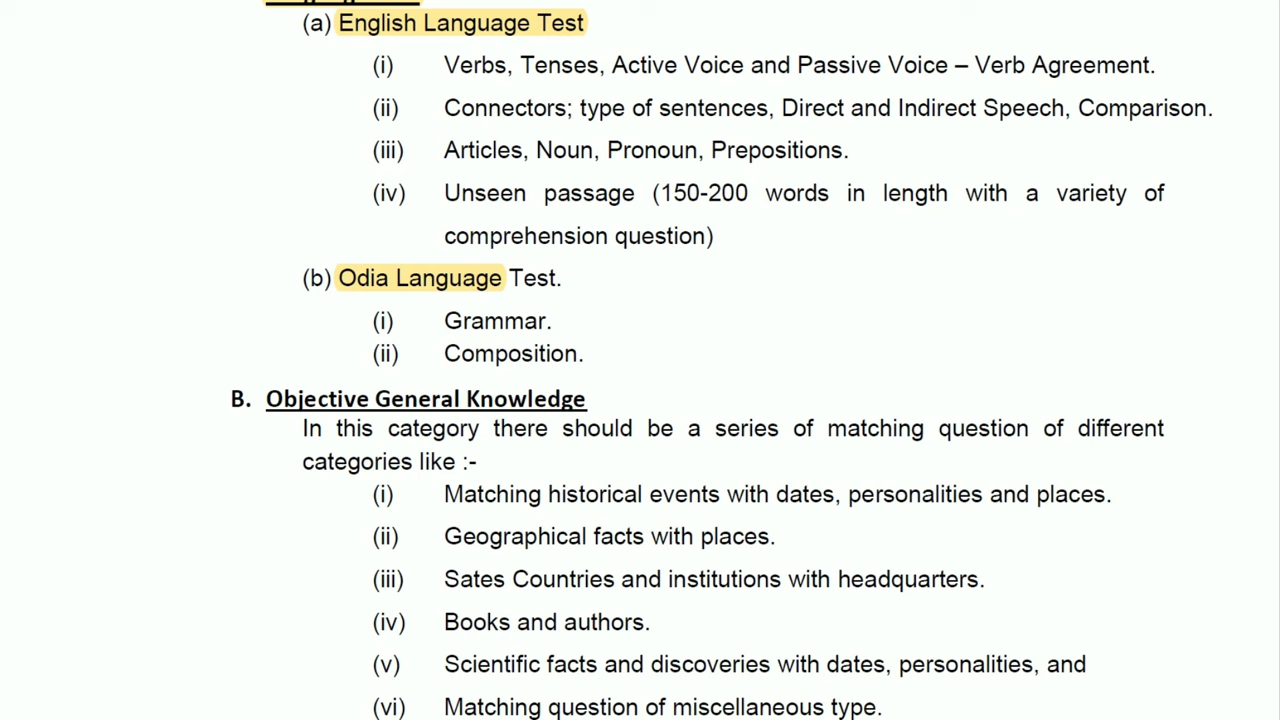 (a) English Language Test
(i) Verbs, Tenses, Active Voice and Passive Voice – Verb Agreement.
(ii) Connectors; type of sentences, Direct and Indirect Speech, Comparison.
(iii) Articles, Noun, Pronoun, Prepositions.
(iv) Unseen passage (150-200 words in length with a variety of
comprehension question)
(b) Odia Language Test.
(i) Grammar.
(ii) Composition.
B. Objective General Knowledge
In this category there should be a series of matching question of different
categories like :-
(i) Matching historical events with dates, personalities and places.
(ii) Geographical facts with places.
(iii) Sates Countries and institutions with headquarters.
(iv) Books and authors.
(v) Scientific facts and discoveries with dates, personalities, and
(vi) Matching question of miscellaneous type.